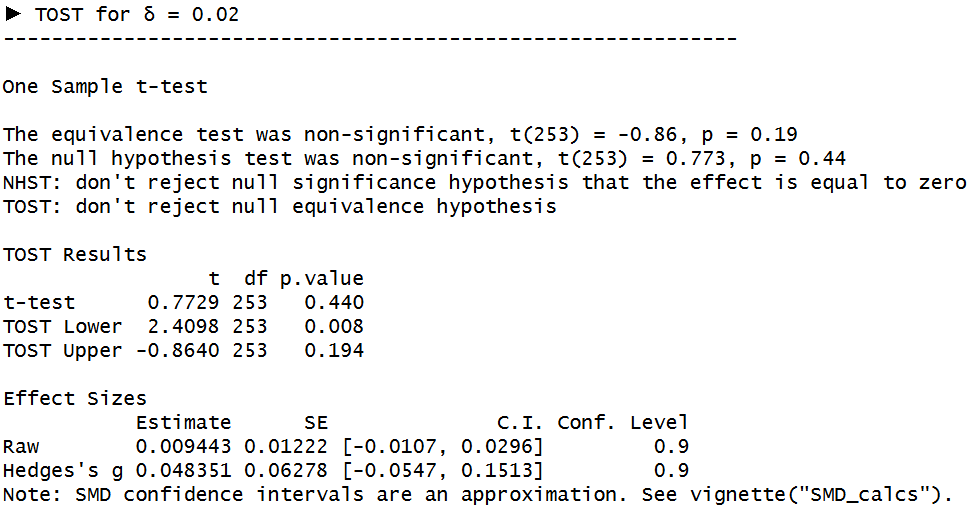 ► TOST for δ = 0.02
-------------------------------------------------------------
One Sample t-test
The equivalence test was non-significant, t(253) = -0.86, p = 0.19
The null hypothesis test was non-significant, t(253) = 0.773, p = 0.44
NHST: don't reject null significance hypothesis that the effect is equal to zero
TOST: don't reject null equivalence hypothesis
TOST Results
                 t  df p.value
t-test      0.7729 253   0.440
TOST Lower  2.4098 253   0.008
TOST Upper -0.8640 253   0.194
Effect Sizes
           Estimate      SE              C.I. Conf. Level
Raw        0.009443 0.01222 [-0.0107, 0.0296]         0.9
Hedges's g 0.048351 0.06278 [-0.0547, 0.1513]         0.9
Note: SMD confidence intervals are an approximation. See vignette("SMD_calcs").